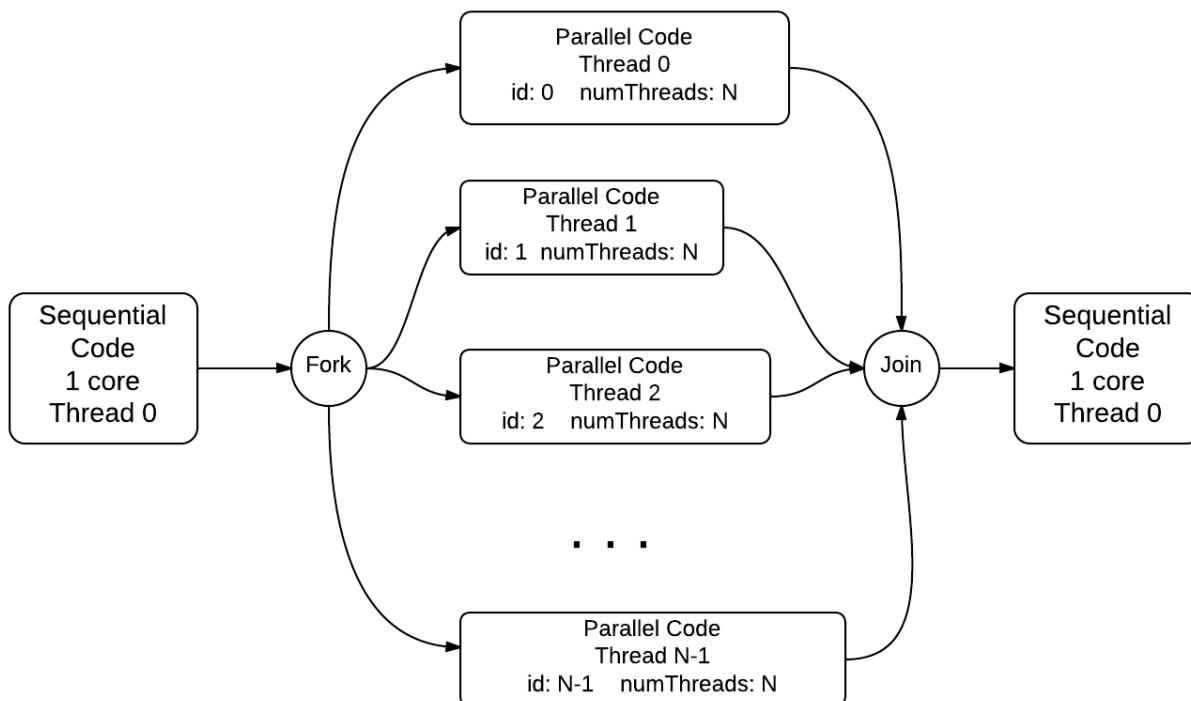 Sequential
Code
1 core
Thread 0
Fork
Parallel Code
Thread 0
id: 0 numThreads: N
Parallel Code
Thread 1
id: 1 numThreads: N
Parallel Code
Thread 2
id: 2 numThreads: N
. . .
Parallel Code
Thread N-1
id: N-1 numThreads: N
Join
Sequential
Code
1 core
Thread 0